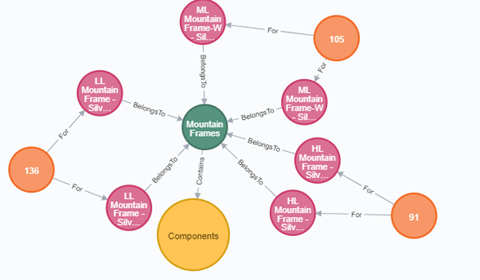 ML
Mountain
Frame-W
- Sil...
For
105
BelongsTo
For
LL
Mountain
Frame -
Silv...
BelongsTo
ML
Mountain
Frame-W
- Sil...
BelongsTo
For
Mountain
Frames
BelongsTo
HL
Mountain
Frame -
Silv...
136
For
BelongsTo
Contains
BelongsTo
For
LL
Mountain
Frame -
Silv...
HL
Mountain
Frame -
Silv...
For
91
Components